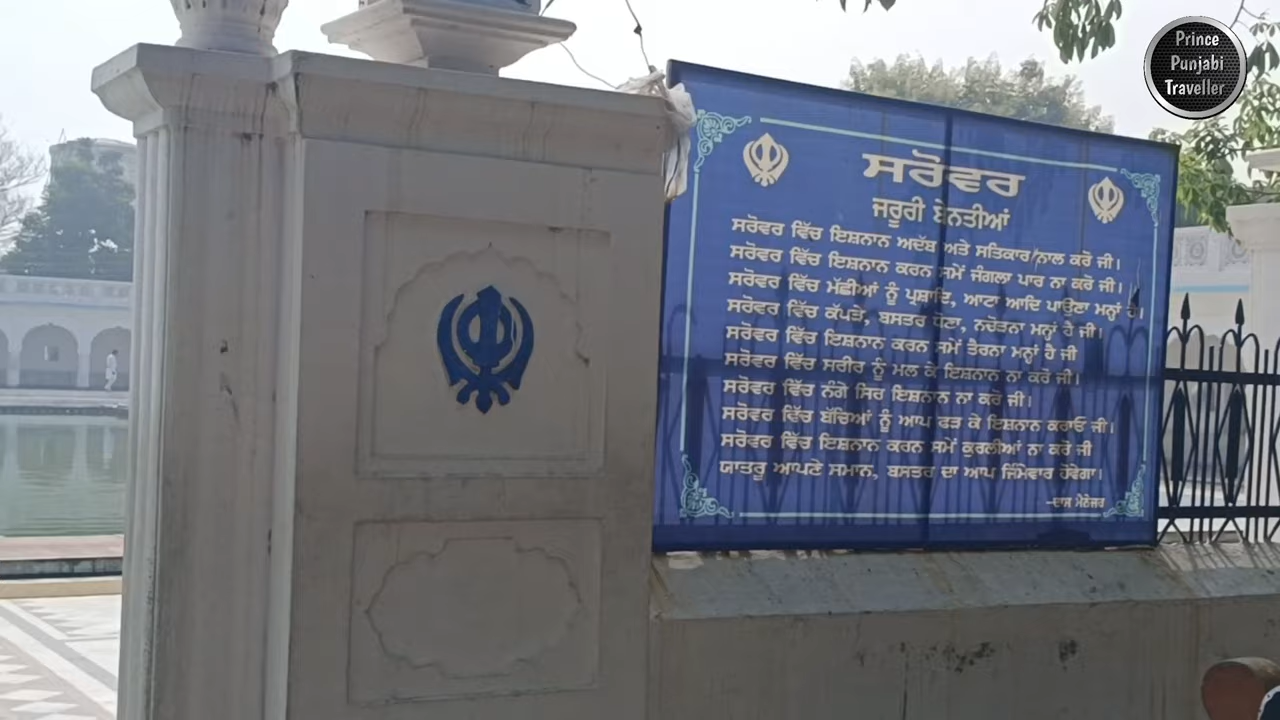 Prince
Punjabi
Traveller
ਸਰੋਵਰ
ਜਰੂਰੀ ਬੇਨਤੀਆਂ
ਸਰੋਵਰ ਵਿੱਚ ਇਸ਼ਨਾਨ ਅਦੱਬ ਅਤੇ ਸਤਿਕਾਰ ਨਾਲ ਕਰੋ ਜੀ।
ਸਰੋਵਰ ਵਿੱਚ ਇਸ਼ਨਾਨ ਕਰਨ ਸਮੇਂ ਜੰਗਲਾ ਪਾਰ ਨਾ ਕਰੋ ਜੀ।
ਸਰੋਵਰ ਵਿੱਚ ਮੱਛੀਆਂ ਨੂੰ ਪ੍ਰਸ਼ਾਦਿ, ਆਟਾ ਆਦਿ ਪਾਉਣਾ ਮਨ੍ਹਾਂ ਹੈ।
ਸਰੋਵਰ ਵਿੱਚ ਕੱਪੜੇ, ਬਸਤਰ ਧੋਣਾ, ਨਚੋੜਨਾ ਮਨ੍ਹਾਂ ਹੈ ਜੀ।
ਸਰੋਵਰ ਵਿੱਚ ਇਸ਼ਨਾਨ ਕਰਨ ਸਮੇਂ ਤੈਰਨਾ ਮਨ੍ਹਾਂ ਹੈ ਜੀ
ਸਰੋਵਰ ਵਿੱਚ ਸਰੀਰ ਨੂੰ ਮਲ ਕੇ ਇਸ਼ਨਾਨ ਨਾ ਕਰੋ ਜੀ।
ਸਰੋਵਰ ਵਿੱਚ ਨੰਗੇ ਸਿਰ ਇਸ਼ਨਾਨ ਨਾ ਕਰੋ ਜੀ।
ਸਰੋਵਰ ਵਿੱਚ ਬੱਚਿਆਂ ਨੂੰ ਆਪ ਫੜ ਕੇ ਇਸ਼ਨਾਨ ਕਰਾਓ ਜੀ।
ਸਰੋਵਰ ਵਿੱਚ ਇਸ਼ਨਾਨ ਕਰਨ ਸਮੇਂ ਕੁਰਲੀਆਂ ਨਾ ਕਰੋ ਜੀ
ਯਾਤਰੂ ਆਪਣੇ ਸਮਾਨ, ਬਸਤਰ ਦਾ ਆਪ ਜਿੰਮੇਵਾਰ ਹੋਵੇਗਾ।
–ਦਾਸ ਮੈਨੇਜਰ